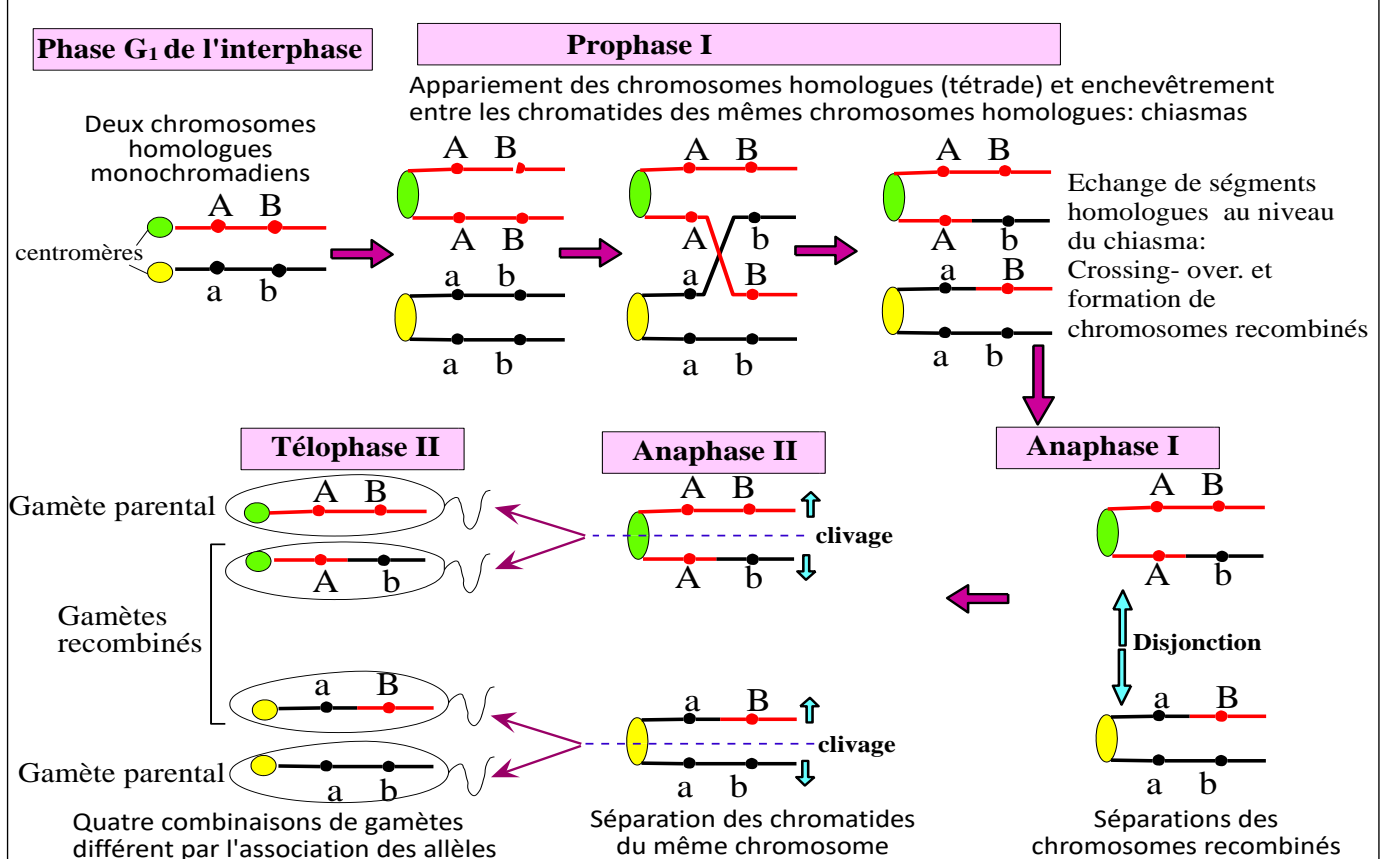 Phase G1 de l'interphase
Prophase I
Appariement des chromosomes homologues (tétrade) et enchevêtrement
entre les chromatides des mêmes chromosomes homologues: chiasmas
Deux chromosomes
homologues
monochromadiens
centromères
A B
a b
A B
A B
a b
a b
A B
A b
a B
a b
A B
A b
a B
a b
Echange de ségments
homologues au niveau
du chiasma:
Crossing- over. et
formation de
chromosomes recombinés
Anaphase I
A B
A b
Disjonction
a B
a b
Séparations des
chromosomes recombinés
Anaphase II
A B
clivage
A b
a B
clivage
a b
Séparation des chromatides
du même chromosome
Télophase II
Gamète parental
A B
A b
Gamètes
recombinés
a B
Gamète parental
a b
Quatre combinaisons de gamètes
différent par l'association des allèles